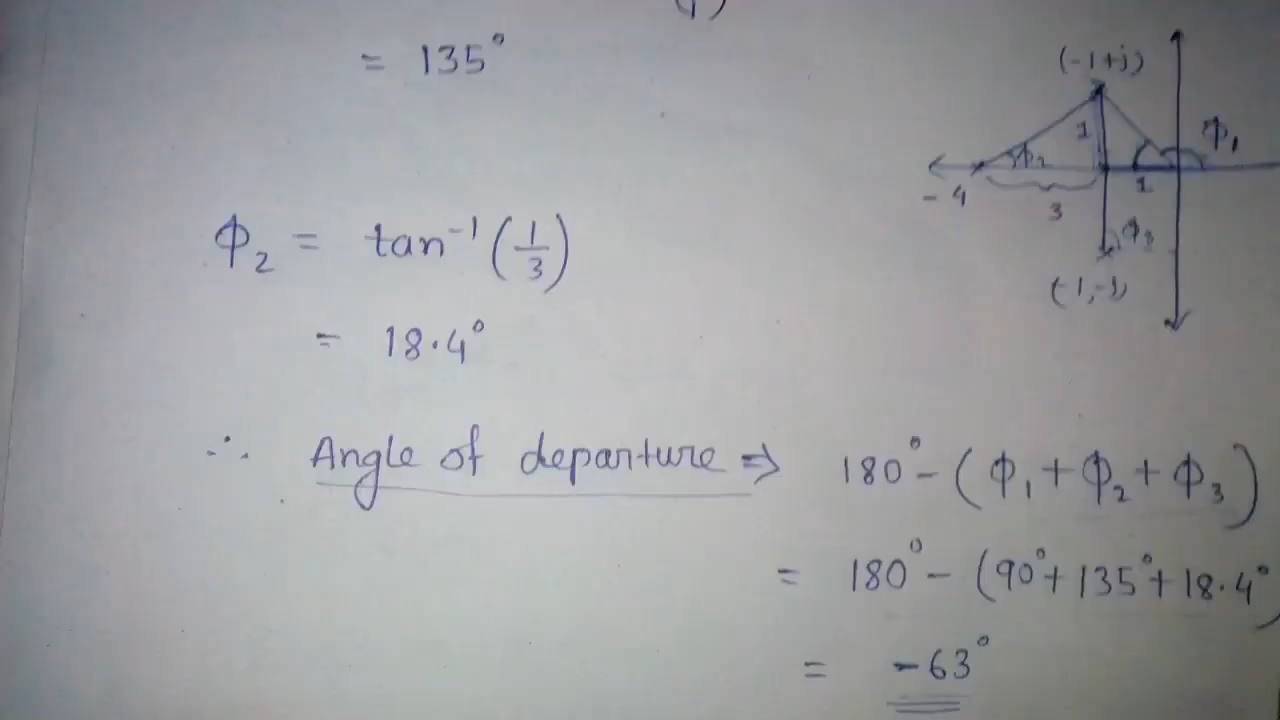 = 135°
ϕ₂ = tan⁻¹(1/3)
= 18.4°
∴ Angle of departure ⇒ 180° - (ϕ₁ + ϕ₂ + ϕ₃)
= 180° - (90° + 135° + 18.4°)
= -63°
(-1+j)
1
ϕ₁
ϕ₂
-4
3
1
ϕ₃
(-1,-j)